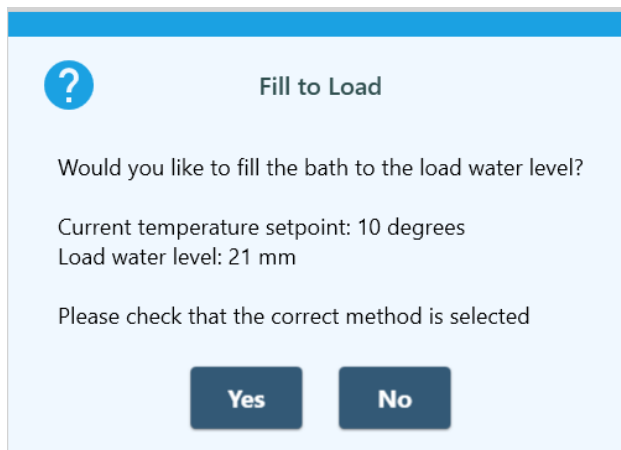 ?
Fill to Load
Would you like to fill the bath to the load water level?
Current temperature setpoint: 10 degrees
Load water level: 21 mm
Please check that the correct method is selected
Yes No